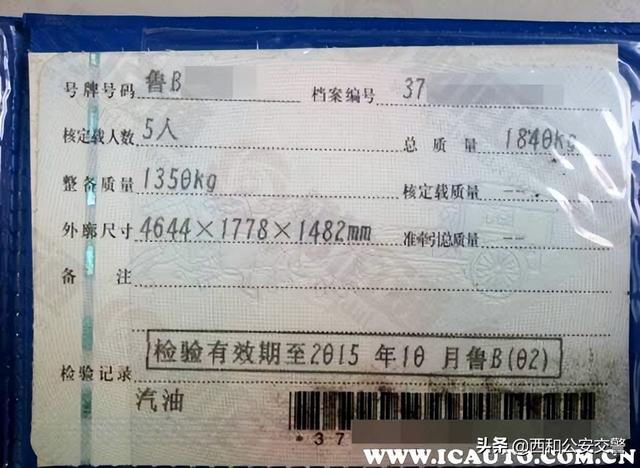 号牌号码 鲁B 档案编号 37
核定载人数 5人 总质量 1840kg
整备质量 1350kg 核定载质量 --
外廓尺寸 4644×1778×1482mm 准牵引总质量 --
备注
检验有效期至2015年10月鲁B(02)
检验记录
汽油
*37
头条@西和公安交警
WWW.ICAUTO.COM.CN